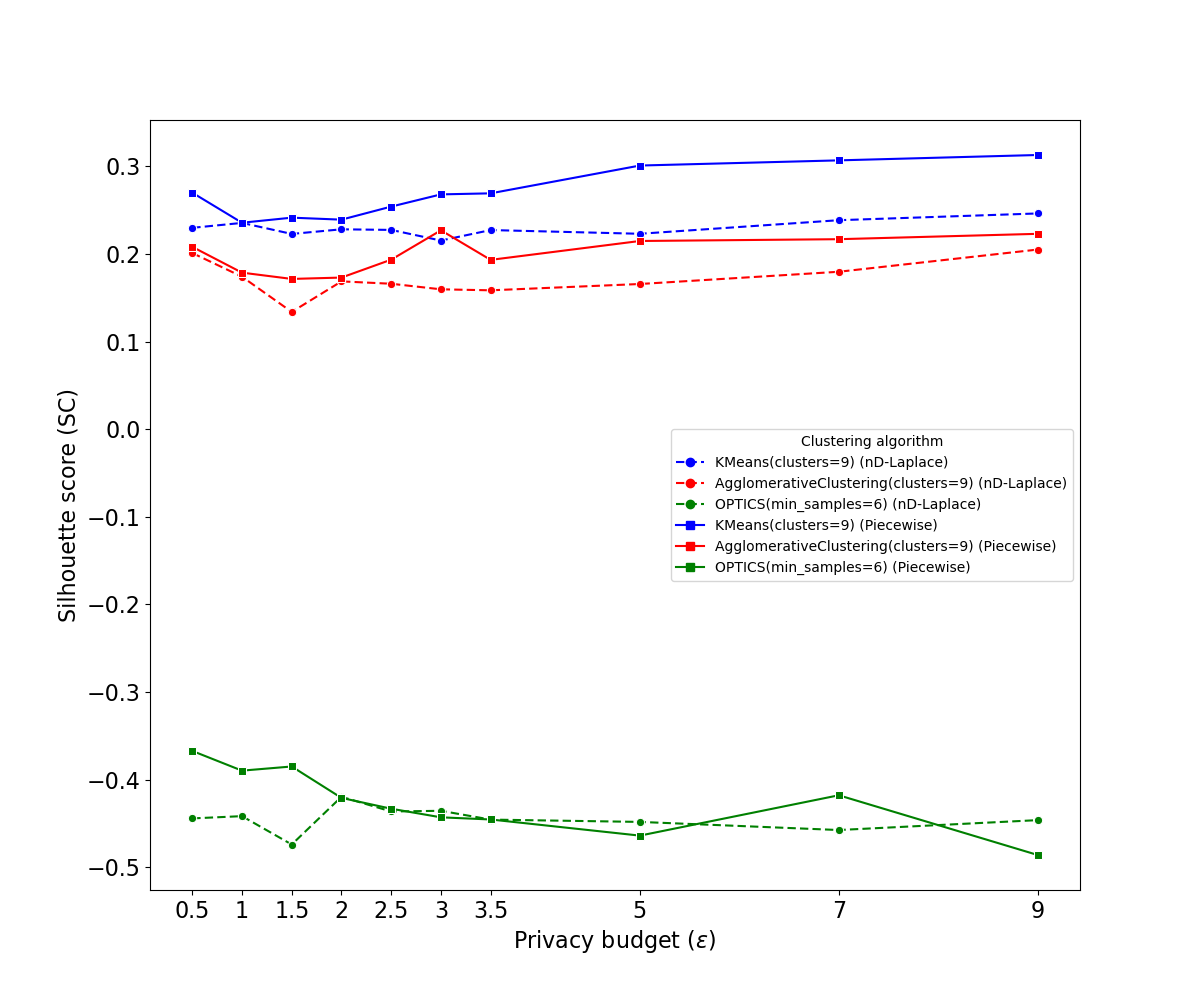 0.3
0.2
0.1
0.0
−0.1
−0.2
−0.3
−0.4
−0.5
Silhouette score (SC)
Clustering algorithm
KMeans(clusters=9) (nD-Laplace)
AgglomerativeClustering(clusters=9) (nD-Laplace)
OPTICS(min_samples=6) (nD-Laplace)
KMeans(clusters=9) (Piecewise)
AgglomerativeClustering(clusters=9) (Piecewise)
OPTICS(min_samples=6) (Piecewise)
0.5 1 1.5 2 2.5 3 3.5 5 7 9
Privacy budget (ε)